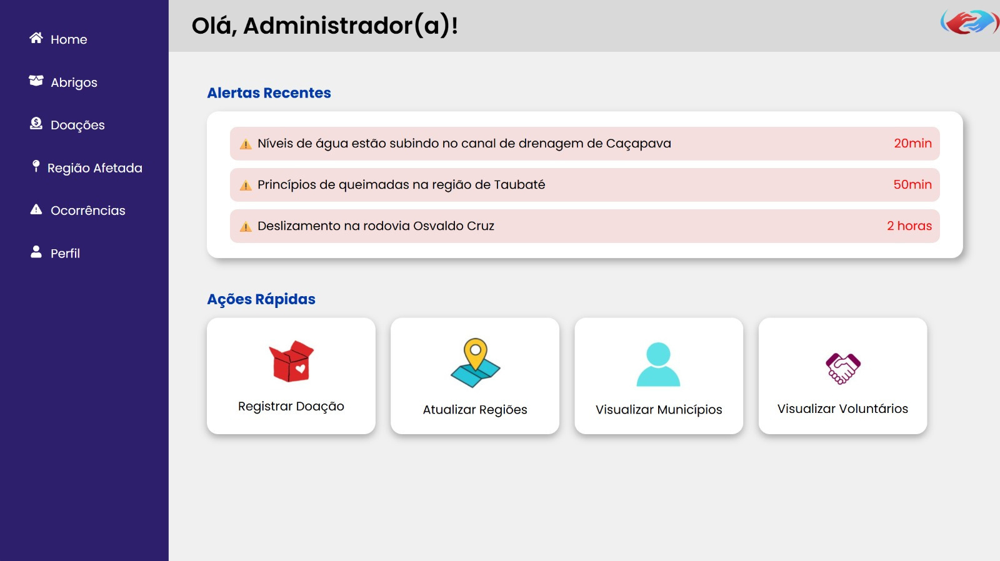 Olá, Administrador(a)!
Home
Abrigos
Doações
Região Afetada
Ocorrências
Perfil
Alertas Recentes
Níveis de água estão subindo no canal de drenagem de Caçapava 20min
Princípios de queimadas na região de Taubaté 50min
Deslizamento na rodovia Osvaldo Cruz 2 horas
Ações Rápidas
Registrar Doação
Atualizar Regiões
Visualizar Municípios
Visualizar Voluntários